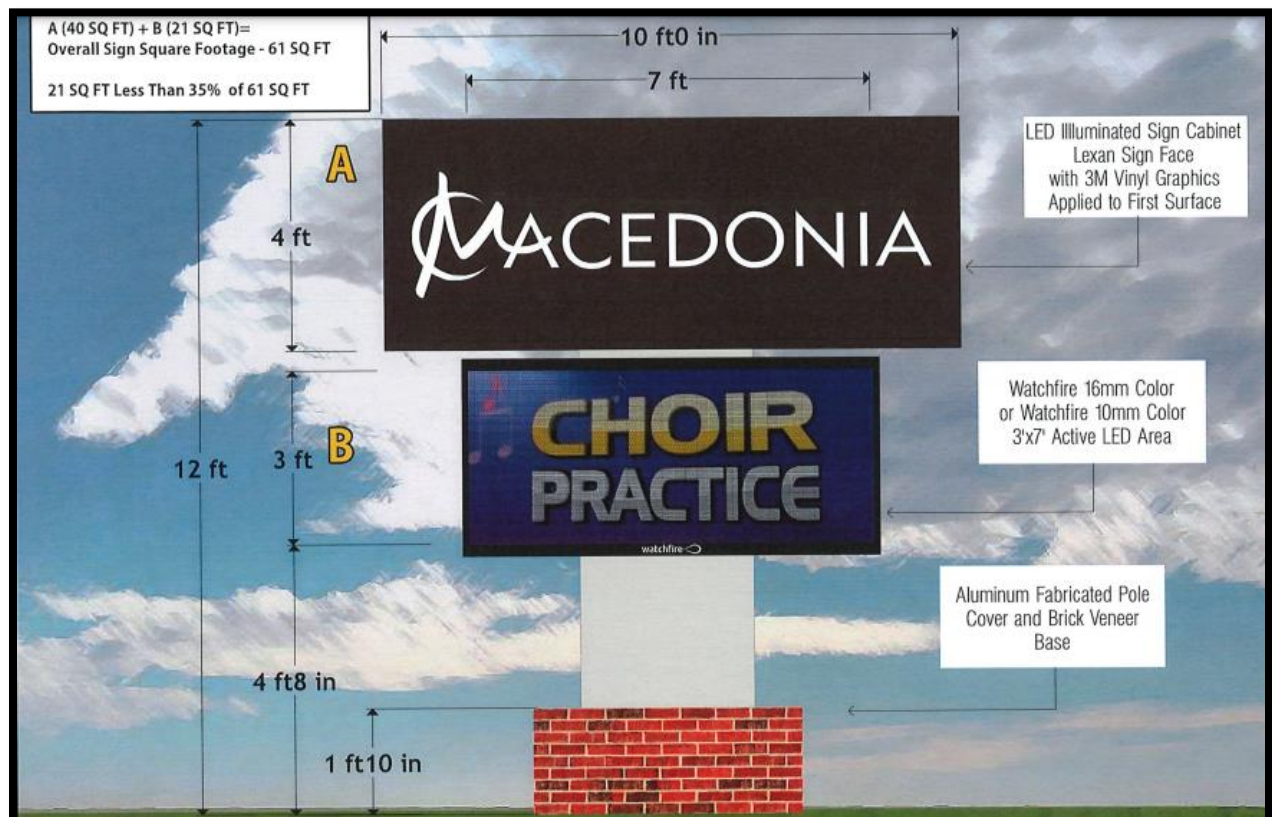 A (40 SQ FT) + B (21 SQ FT)=
Overall Sign Square Footage - 61 SQ FT
21 SQ FT Less Than 35% of 61 SQ FT
10 ft0 in
7 ft
A
MACEDONIA
4 ft
LED Illluminated Sign Cabinet
Lexan Sign Face
with 3M Vinyl Graphics
Applied to First Surface
12 ft
3 ft
B
CHOIR
PRACTICE
watchfire
Watchfire 16mm Color
or Watchfire 10mm Color
3'x7' Active LED Area
4 ft8 in
Aluminum Fabricated Pole
Cover and Brick Veneer
Base
1 ft10 in